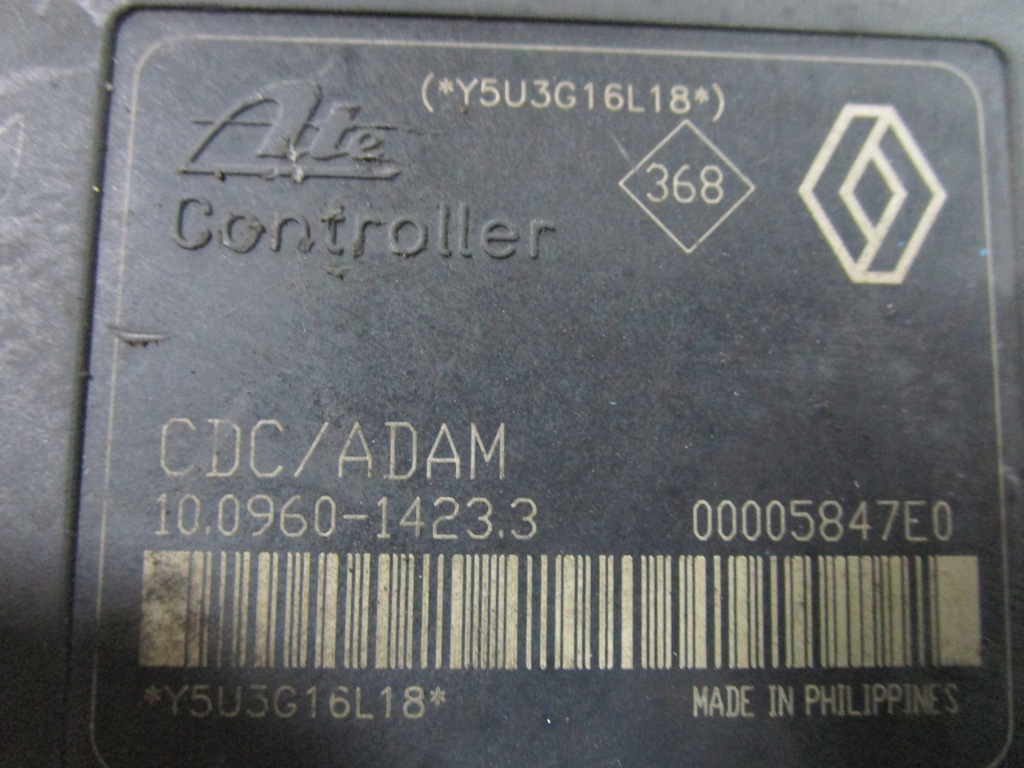 (*Y5U3G16L18*)
Ate
368
Controller
CDC/ADAM
10.0960-1423.3 00005847E0
*Y5U3G16L18*
MADE IN PHILIPPINES